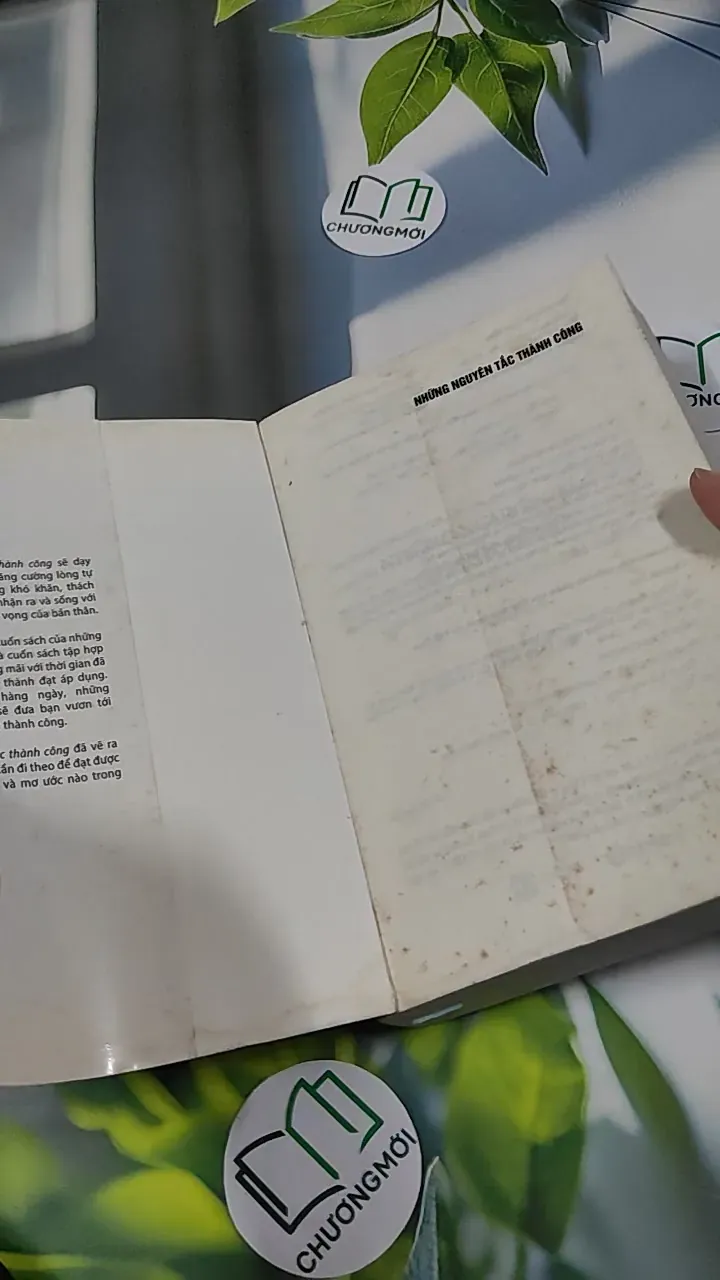 CHƯƠNGMỚI
NHỮNG NGUYÊN TẮC THÀNH CÔNG
hành công sẽ dạy
ăng cường lòng tự
g khó khăn, thách
nhận ra và sống với
vọng của bản thân.
uốn sách của những
à cuốn sách tập hợp
g mãi với thời gian đã
thành đạt áp dụng.
hàng ngày, những
sẽ đưa bạn vươn tới
thành công.
c thành công đã vẽ ra
ần đi theo để đạt được
và mơ ước nào trong
CHƯƠNGMỚI